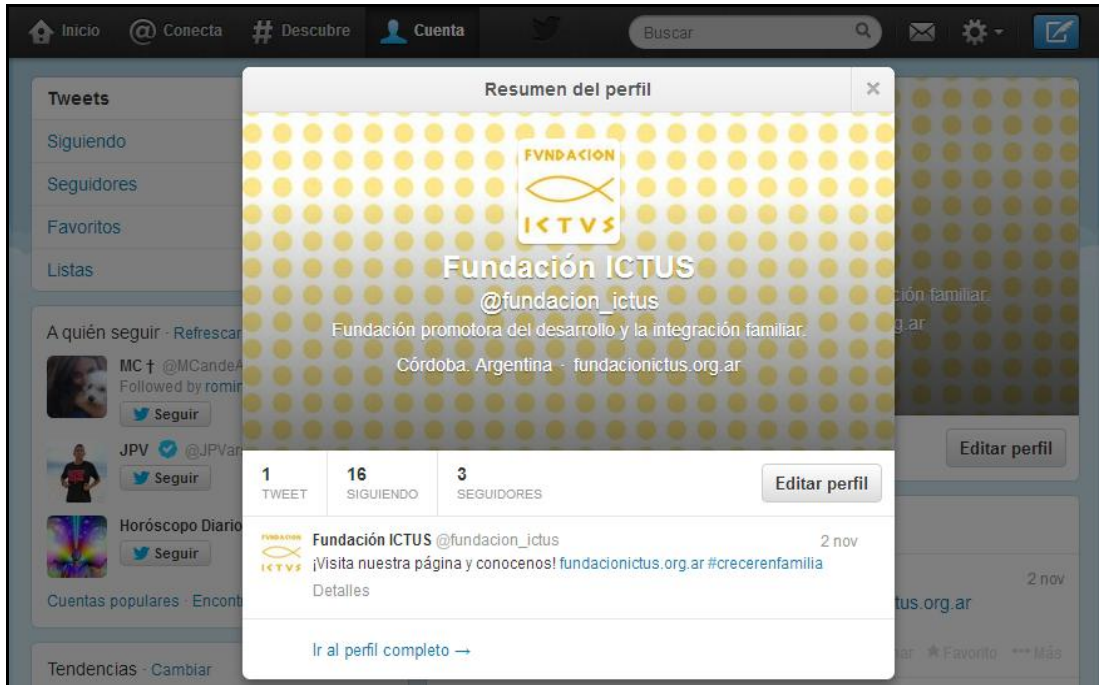 Inicio Conecta Descubre Cuenta Buscar
Resumen del perfil
Tweets
Siguiendo
Seguidores
Favoritos
Listas
A quién seguir · Refrescar
MC † @MCandeA
Followed by romin
Seguir
JPV @JPVar
Seguir
Horóscopo Diario
Seguir
Cuentas populares · Encont
Tendencias · Cambiar
FVNDACION
ICTVS
Fundación ICTUS
@fundacion_ictus
Fundación promotora del desarrollo y la integración familiar.
Córdoba. Argentina · fundacionictus.org.ar
1 TWEET
16 SIGUIENDO
3 SEGUIDORES
Editar perfil
FVNDACION
ICTVS
Fundación ICTUS @fundacion_ictus 2 nov
¡Visita nuestra página y conocenos! fundacionictus.org.ar #crecerenfamilia
Detalles
Ir al perfil completo →
ción familiar.
g.ar
Editar perfil
2 nov
tus.org.ar
ar Favorito Más